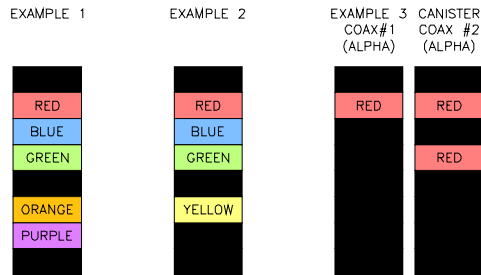 EXAMPLE 1
RED
BLUE
GREEN
ORANGE
PURPLE
EXAMPLE 2
RED
BLUE
GREEN
YELLOW
EXAMPLE 3 CANISTER
COAX#1 COAX #2
(ALPHA) (ALPHA)
RED RED
RED